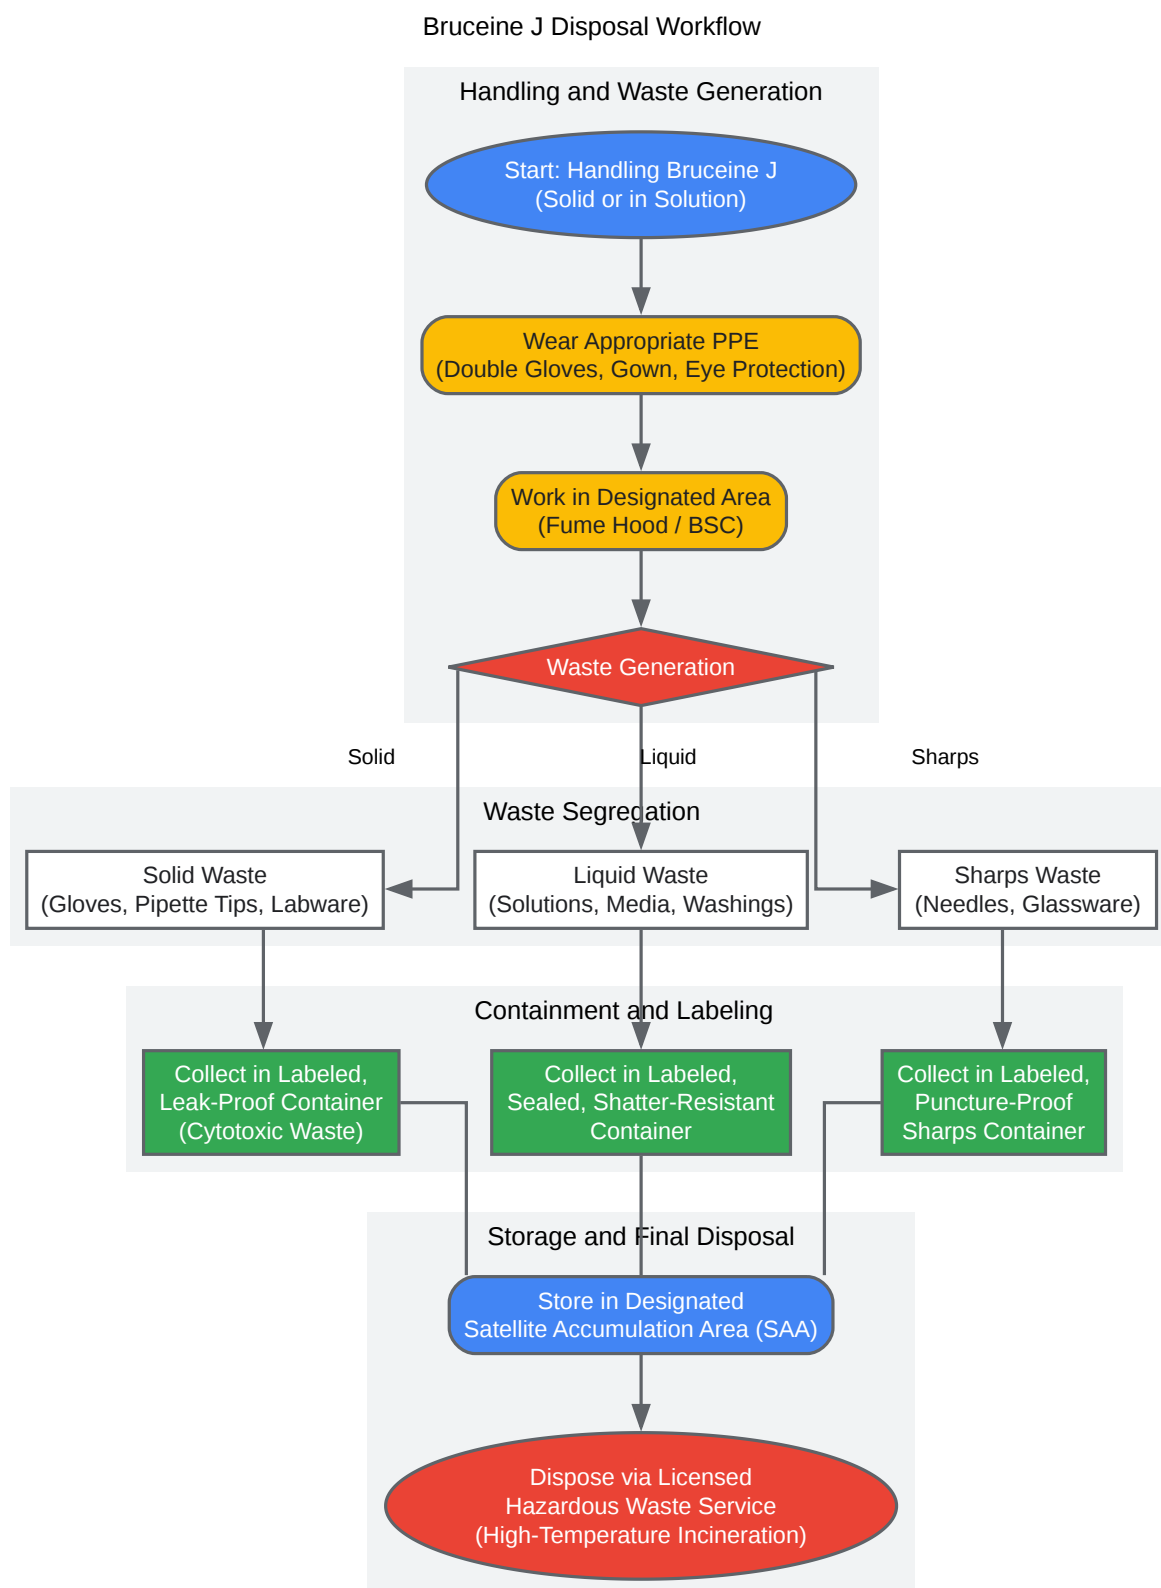 Bruceine J Disposal Workflow
Handling and Waste Generation
Start: Handling Bruceine J
(Solid or in Solution)
Wear Appropriate PPE
(Double Gloves, Gown, Eye Protection)
Work in Designated Area
(Fume Hood / BSC)
Waste Generation
Solid
Liquid
Sharps
Waste Segregation
Solid Waste
(Gloves, Pipette Tips, Labware)
Liquid Waste
(Solutions, Media, Washings)
Sharps Waste
(Needles, Glassware)
Containment and Labeling
Collect in Labeled,
Leak-Proof Container
(Cytotoxic Waste)
Collect in Labeled,
Sealed, Shatter-Resistant
Container
Collect in Labeled,
Puncture-Proof
Sharps Container
Storage and Final Disposal
Store in Designated
Satellite Accumulation Area (SAA)
Dispose via Licensed
Hazardous Waste Service
(High-Temperature Incineration)